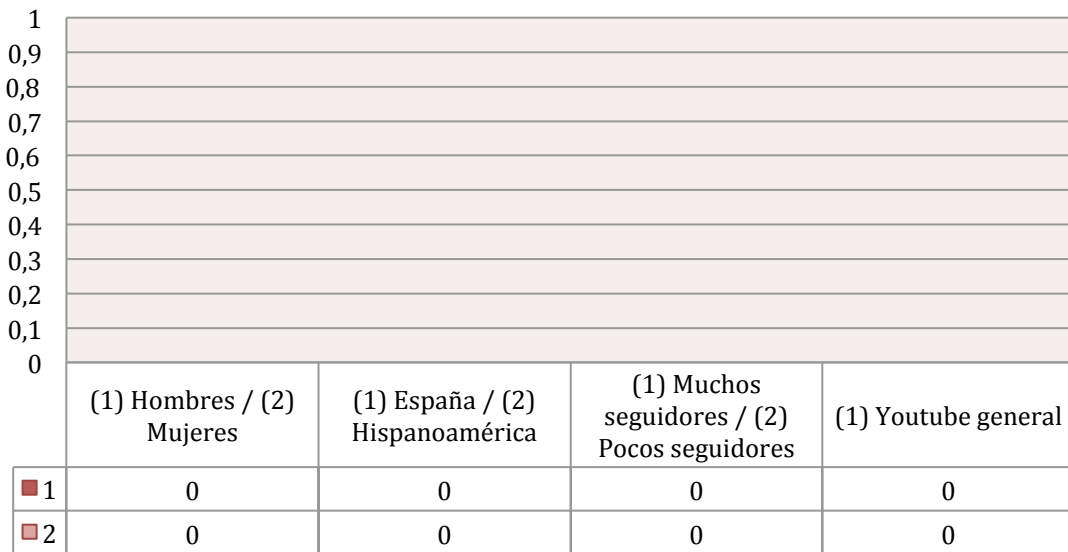 1
0,9
0,8
0,7
0,6
0,5
0,4
0,3
0,2
0,1
0
(1) Hombres / (2)
Mujeres
(1) España / (2)
Hispanoamérica
(1) Muchos
seguidores / (2)
Pocos seguidores
(1) Youtube general
1 0 0 0 0
2 0 0 0 0